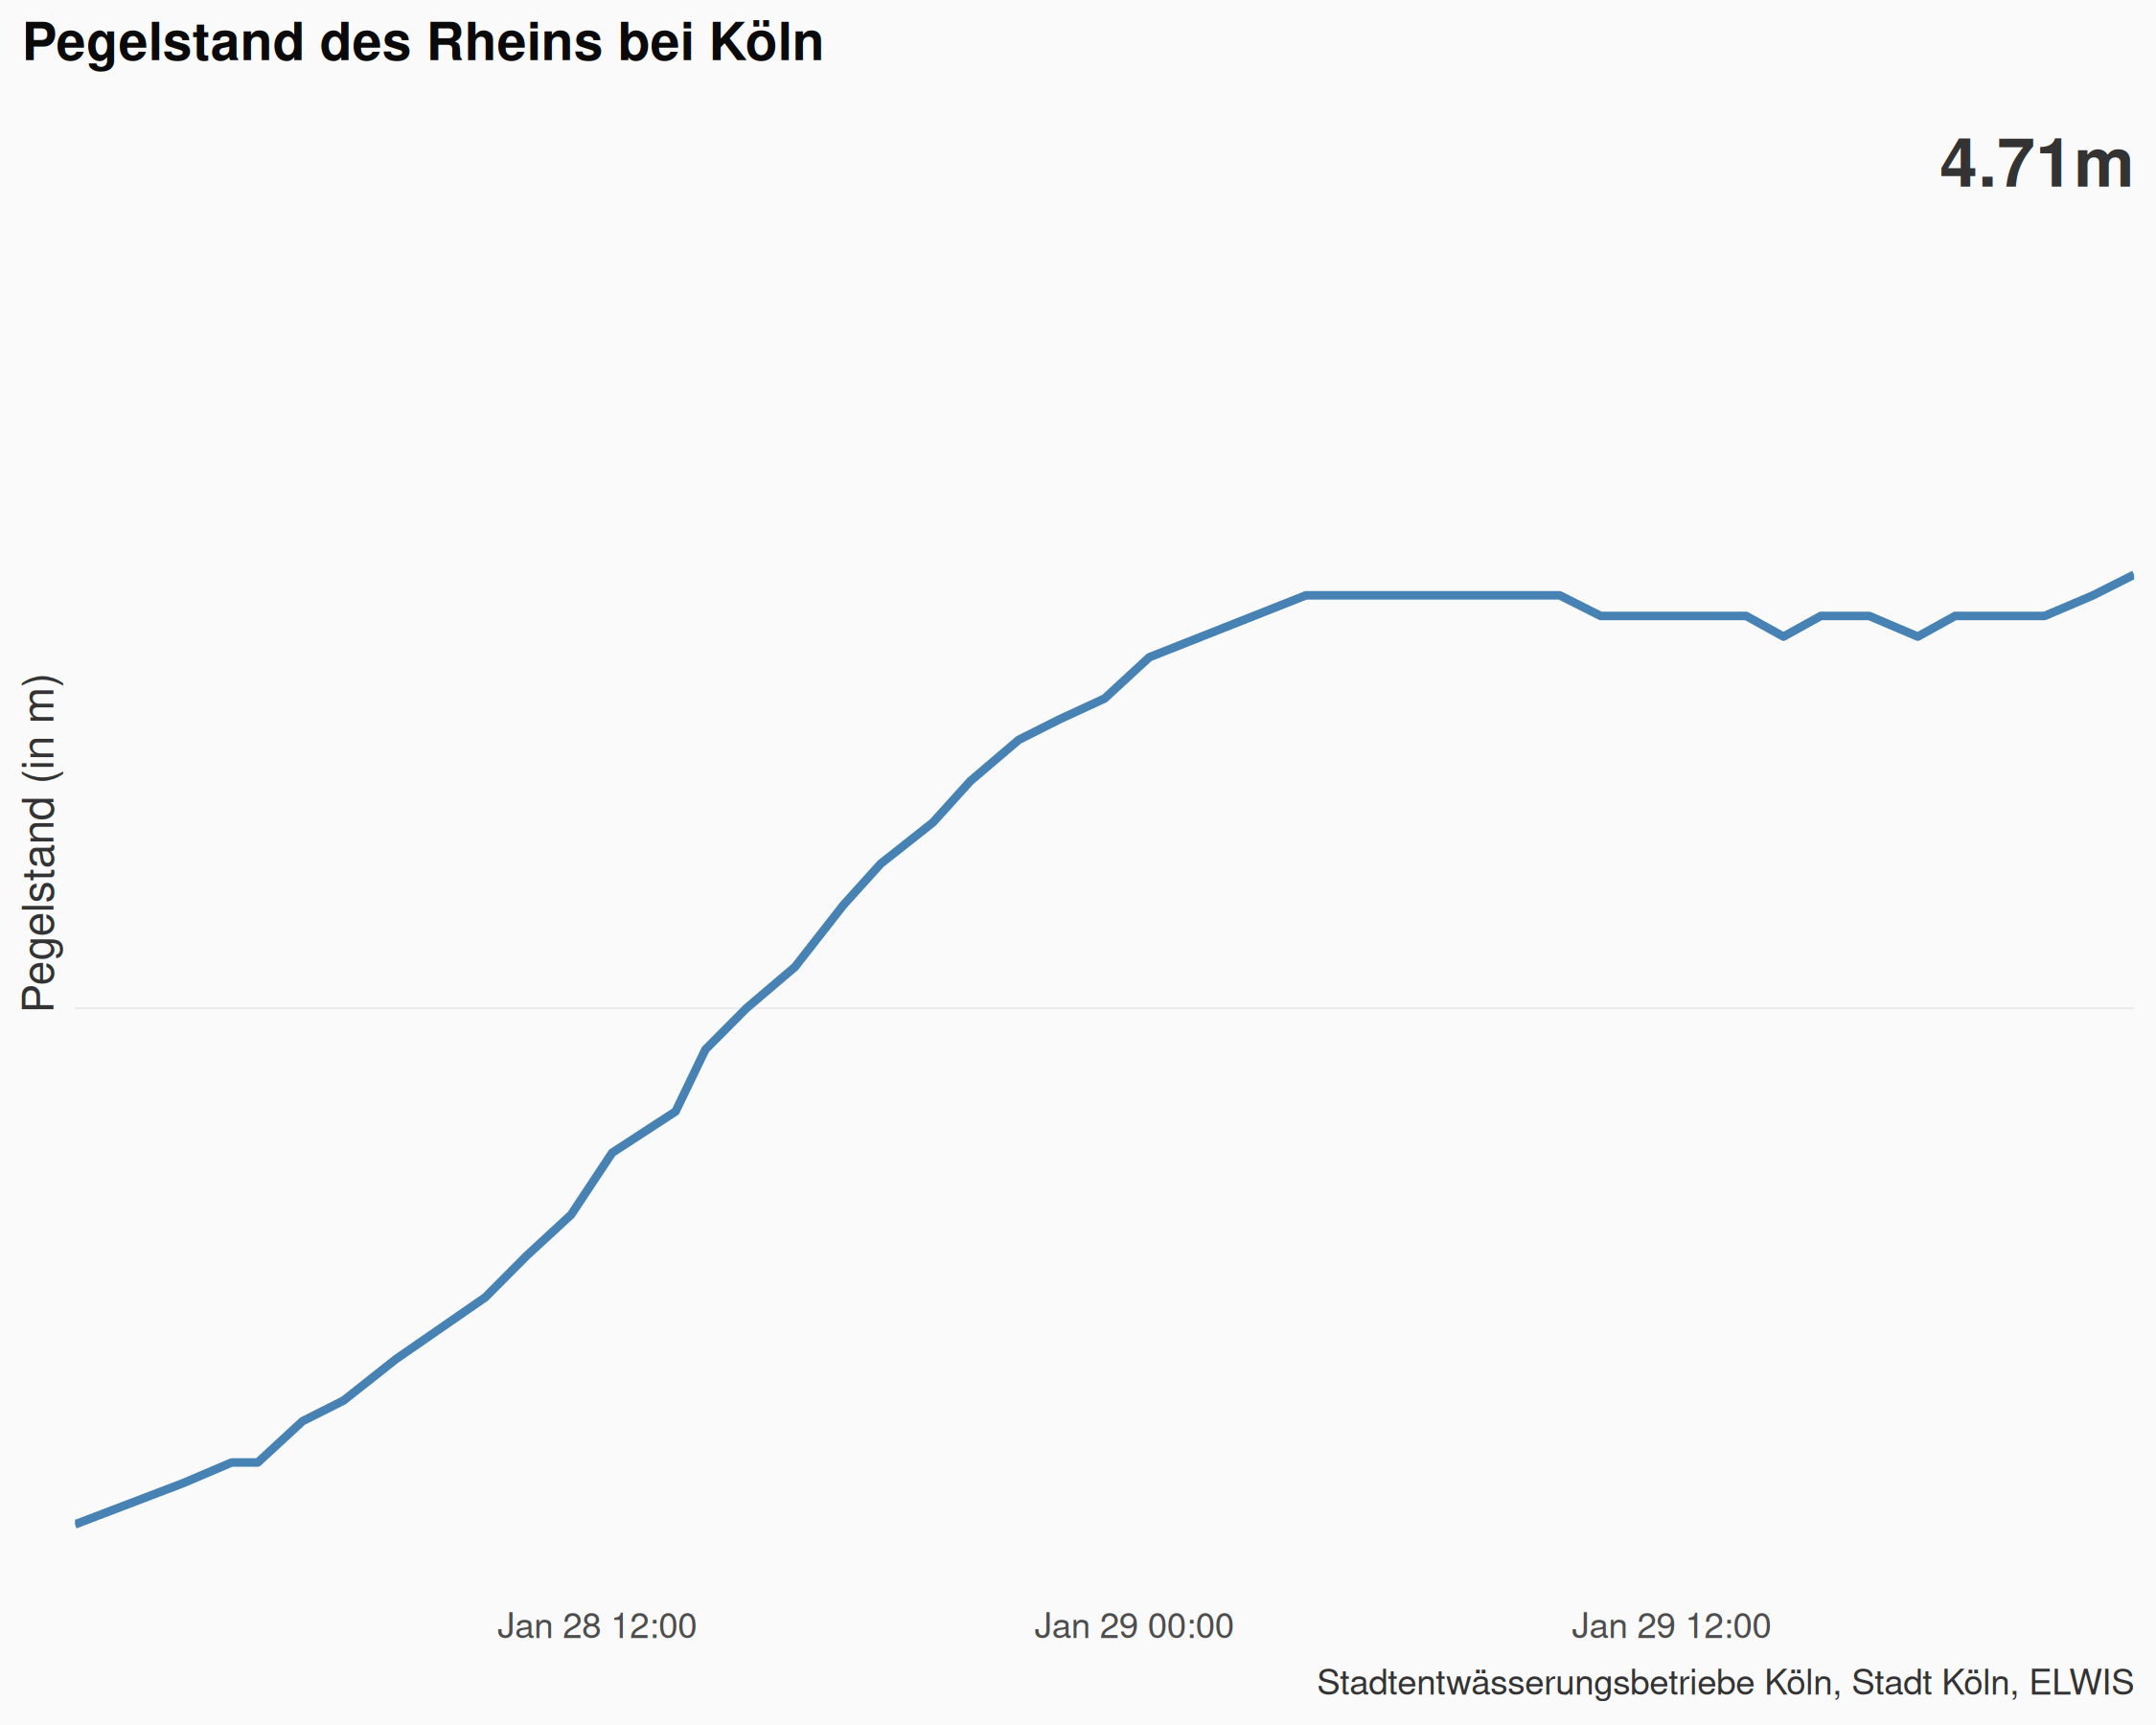 Pegelstand des Rheins bei Köln
4.71m
Pegelstand (in m)
Jan 28 12:00
Jan 29 00:00
Jan 29 12:00
Stadtentwässerungsbetriebe Köln, Stadt Köln, ELWIS